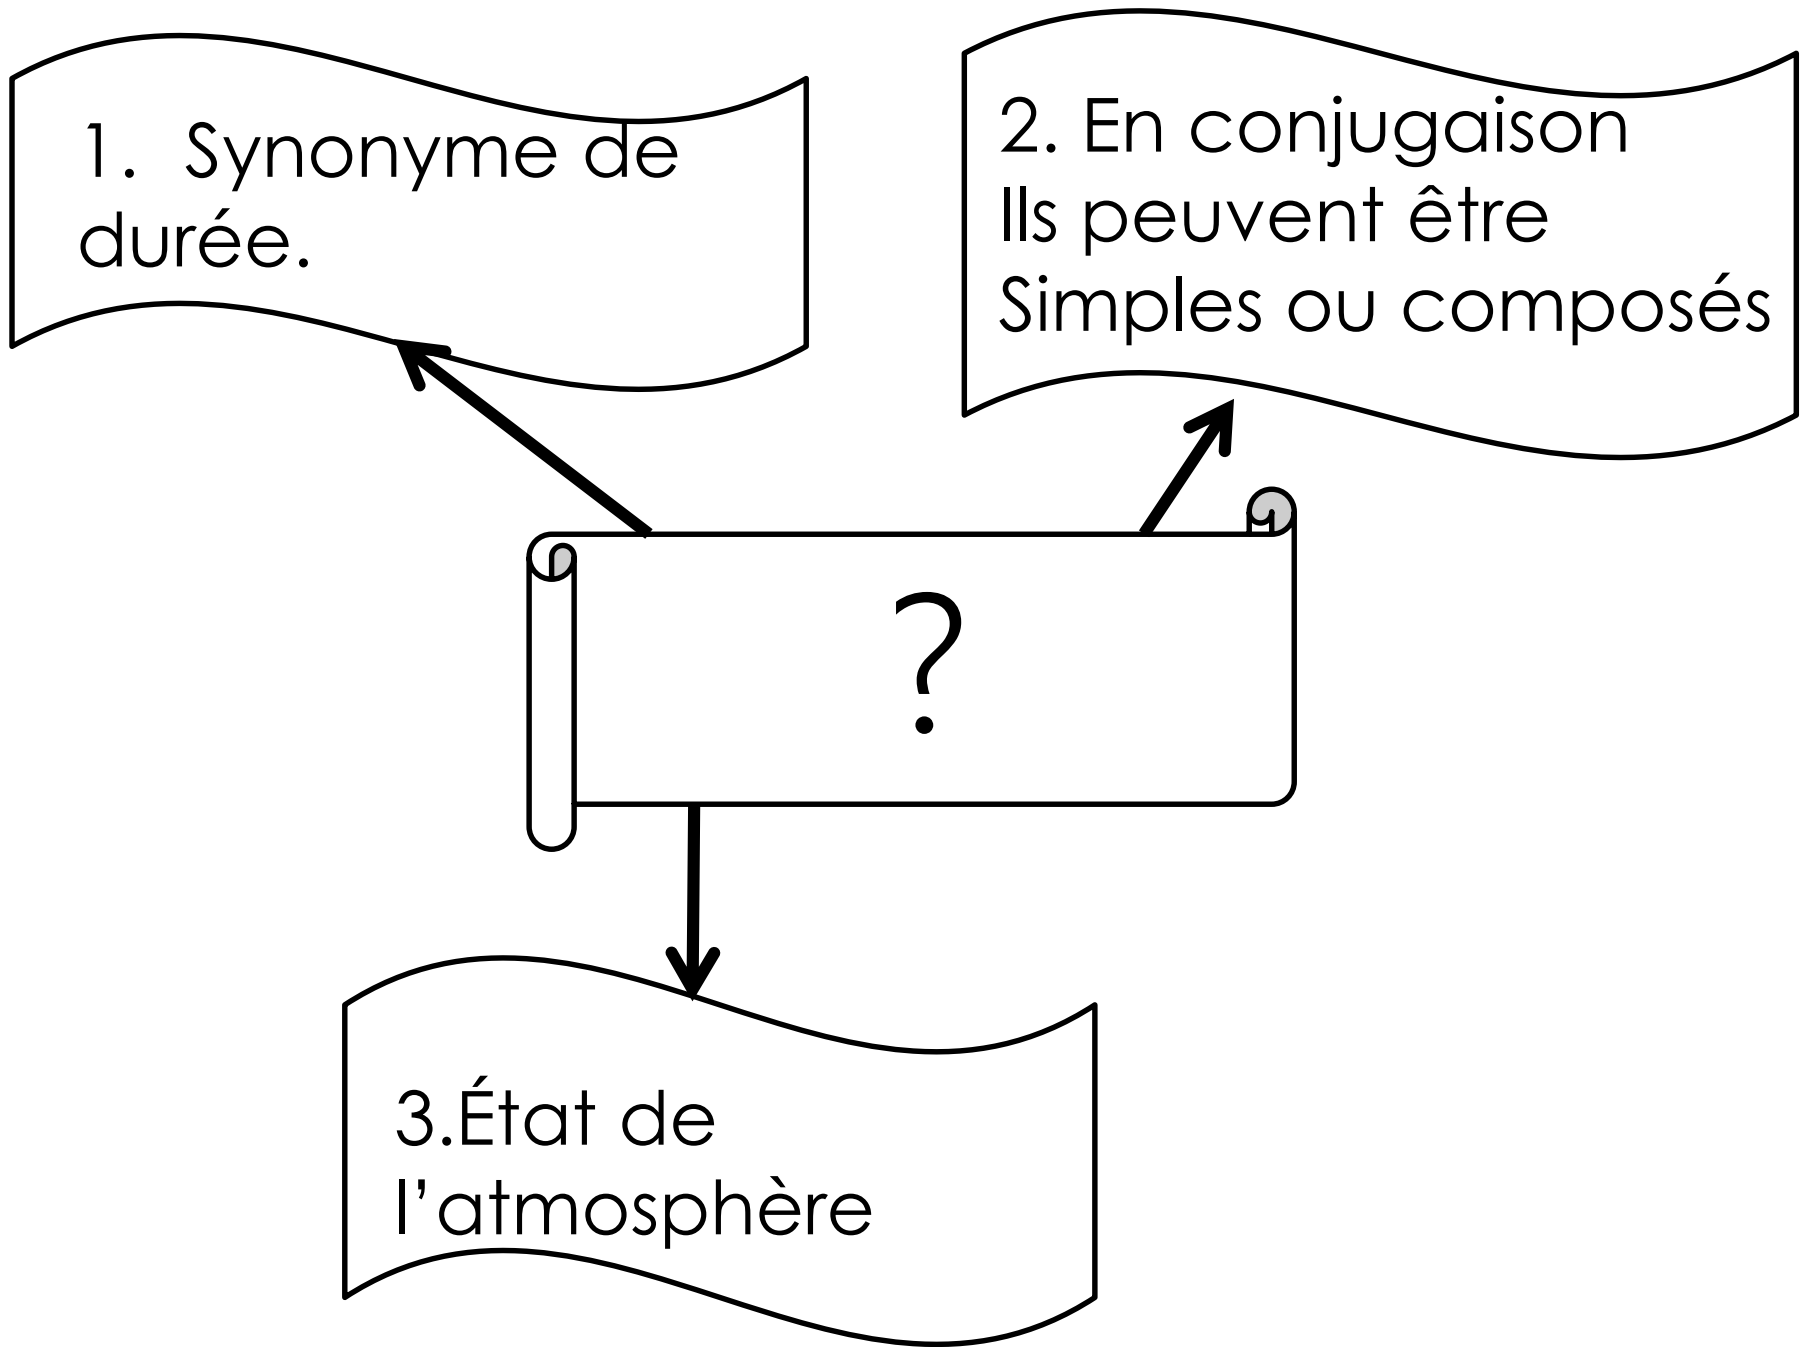 1. Synonyme de
durée.
2. En conjugaison
Ils peuvent être
Simples ou composés
?
3.État de
l’atmosphère